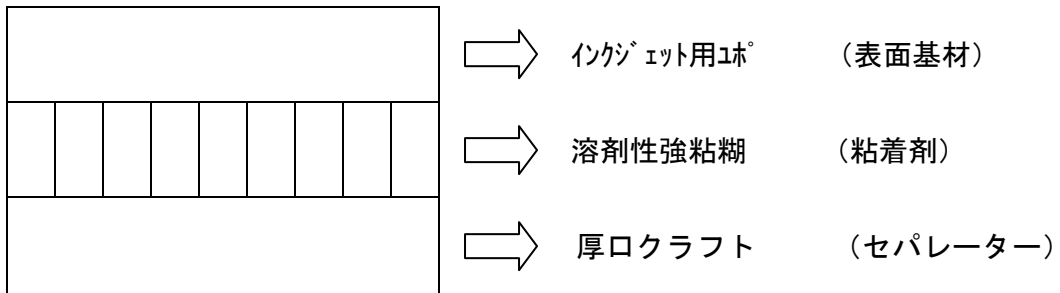 ｲﾝｸｼﾞｪｯﾄ用ﾕﾎﾟ　（表面基材）
溶剤性強粘糊　（粘着剤）
厚口クラフト　（セパレーター）